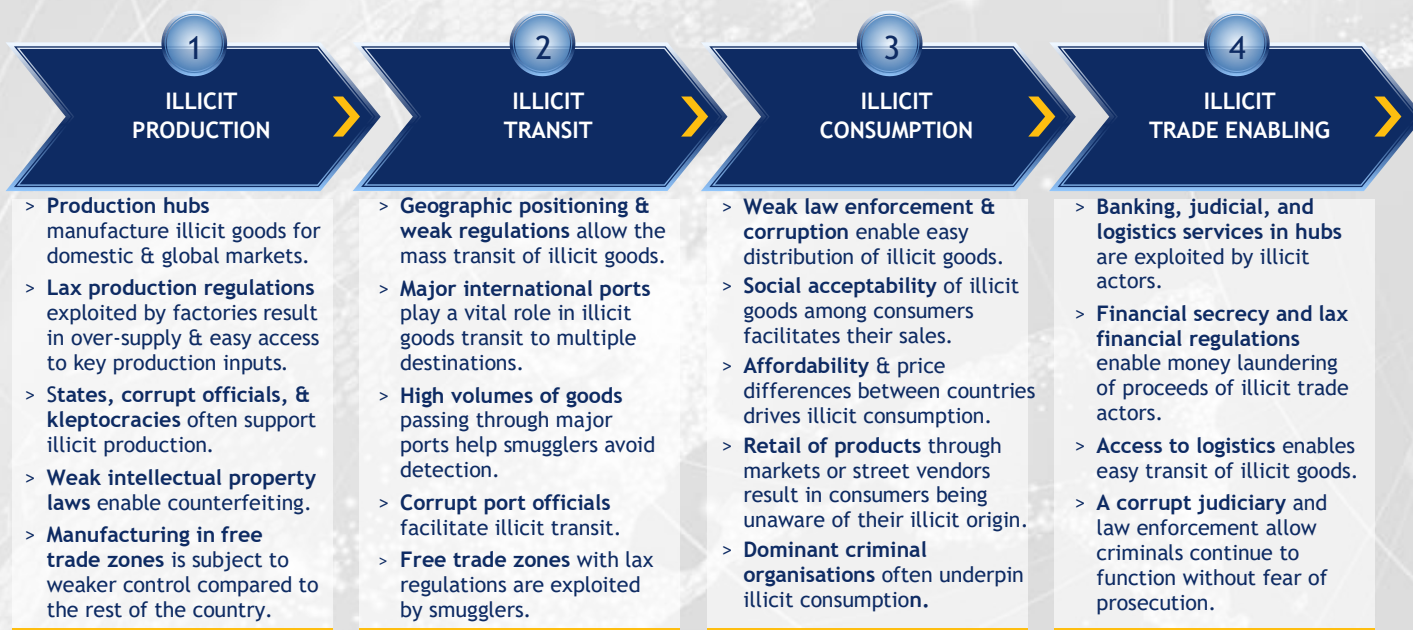 1
ILLICIT
PRODUCTION
> Production hubs
manufacture illicit goods for
domestic & global markets.
> Lax production regulations
exploited by factories result
in over-supply & easy access
to key production inputs.
> States, corrupt officials, &
kleptocracies often support
illicit production.
> Weak intellectual property
laws enable counterfeiting.
> Manufacturing in free
trade zones is subject to
weaker control compared to
the rest of the country.
2
ILLICIT
TRANSIT
> Geographic positioning &
weak regulations allow the
mass transit of illicit goods.
> Major international ports
play a vital role in illicit
goods transit to multiple
destinations.
> High volumes of goods
passing through major
ports help smugglers avoid
detection.
> Corrupt port officials
facilitate illicit transit.
> Free trade zones with lax
regulations are exploited
by smugglers.
3
ILLICIT
CONSUMPTION
> Weak law enforcement &
corruption enable easy
distribution of illicit goods.
> Social acceptability of illicit
goods among consumers
facilitates their sales.
> Affordability & price
differences between countries
drives illicit consumption.
> Retail of products through
markets or street vendors
result in consumers being
unaware of their illicit origin.
> Dominant criminal
organisations often underpin
illicit consumption.
4
ILLICIT
TRADE ENABLING
> Banking, judicial, and
logistics services in hubs
are exploited by illicit
actors.
> Financial secrecy and lax
financial regulations
enable money laundering
of proceeds of illicit trade
actors.
> Access to logistics enables
easy transit of illicit goods.
> A corrupt judiciary and
law enforcement allow
criminals continue to
function without fear of
prosecution.